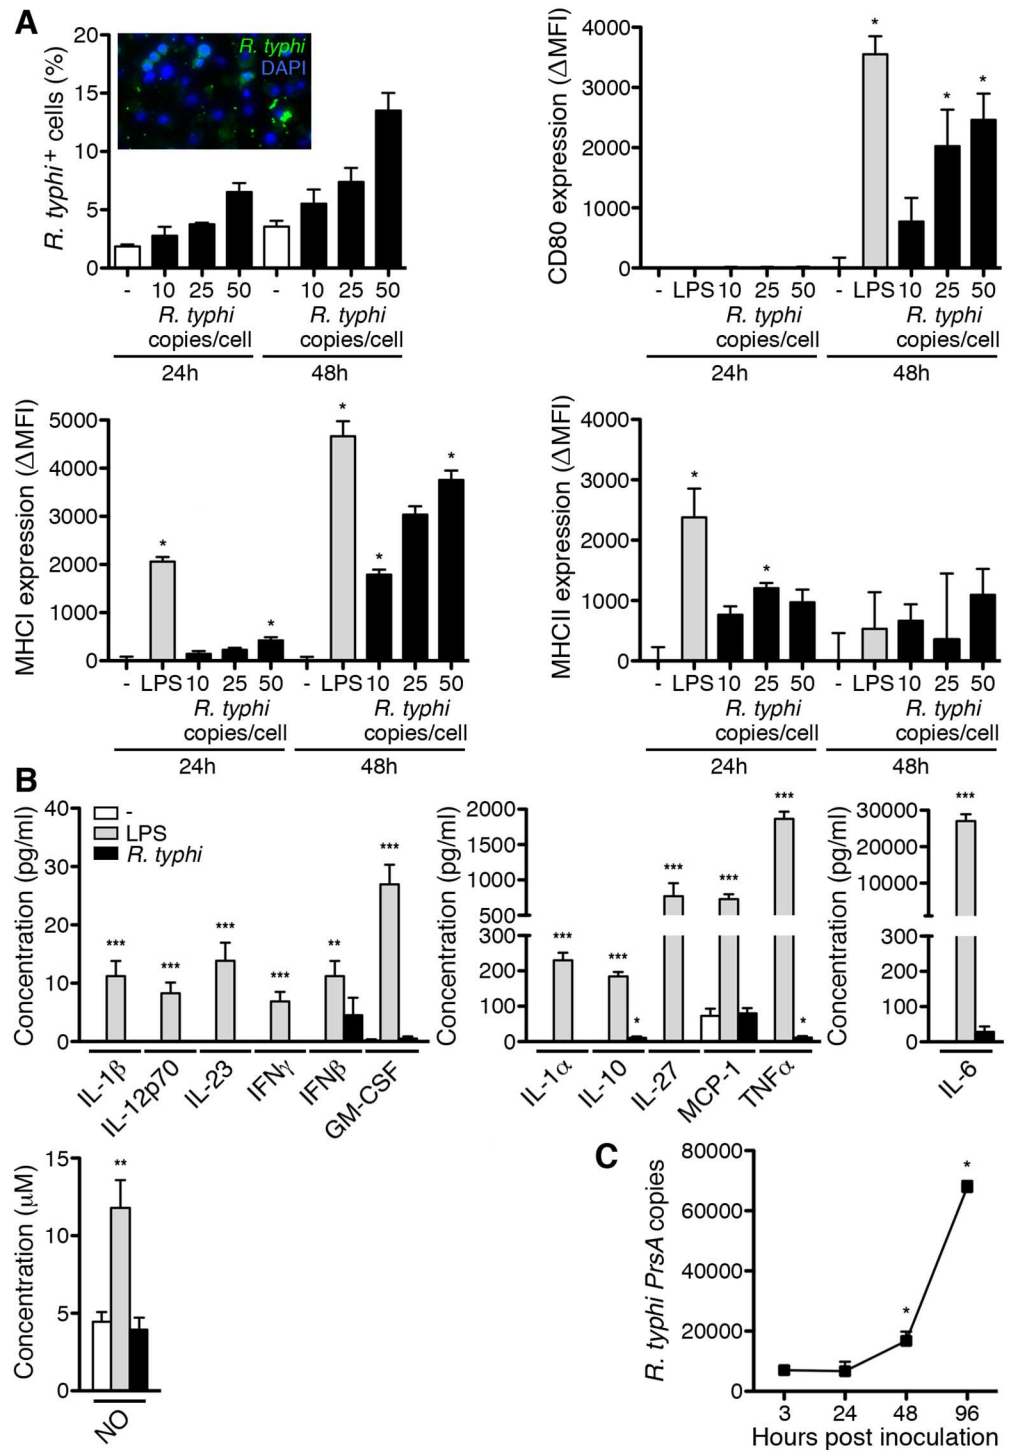 A
R. typhi⁺ cells (%)
20
15
10
5
0
R. typhi
DAPI
- 10 25 50 - 10 25 50
R. typhi R. typhi
copies/cell copies/cell
24h 48h
CD80 expression (ΔMFI)
4000
3000
2000
1000
0
* * *
- LPS 10 25 50 - LPS 10 25 50
R. typhi R. typhi
copies/cell copies/cell
24h 48h
MHCI expression (ΔMFI)
5000
4000
3000
2000
1000
0
* * * * *
- LPS 10 25 50 - LPS 10 25 50
R. typhi R. typhi
copies/cell copies/cell
24h 48h
MHCII expression (ΔMFI)
4000
3000
2000
1000
0
* *
- LPS 10 25 50 - LPS 10 25 50
R. typhi R. typhi
copies/cell copies/cell
24h 48h
B
Concentration (pg/ml)
40
30
20
10
0
-
LPS
R. typhi
*** *** *** *** ** ***
IL-1β IL-12p70 IL-23 IFNγ IFNβ GM-CSF
Concentration (pg/ml)
2000
1500
1000
500
300
200
100
0
*** *** * *** *** *** *
IL-1α IL-10 IL-27 MCP-1 TNFα
Concentration (pg/ml)
30000
20000
10000
300
200
100
0
***
IL-6
Concentration (μM)
15
10
5
0
**
NO
C
R. typhi PrsA copies
80000
60000
40000
20000
0
* *
3 24 48 96
Hours post inoculation